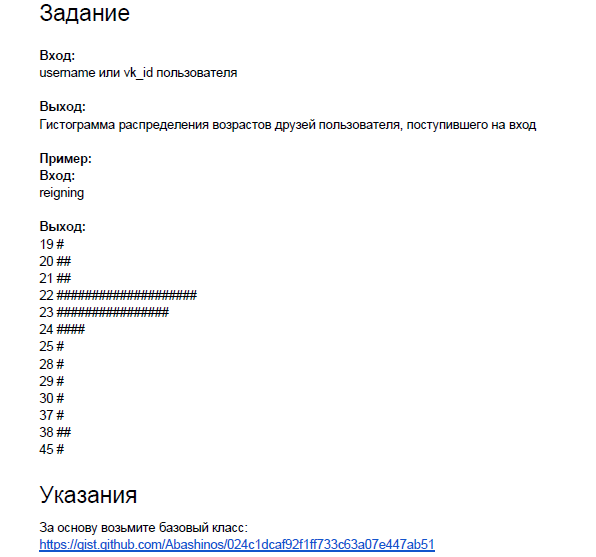 Задание
Вход:
username или vk_id пользователя
Выход:
Гистограмма распределения возрастов друзей пользователя, поступившего на вход
Пример:
Вход:
reigning
Выход:
19 #
20 ##
21 ##
22 ####################
23 ################
24 ####
25 #
28 #
29 #
30 #
37 #
38 ##
45 #
Указания
За основу возьмите базовый класс:
https://gist.github.com/Abashinos/024c1dcaf92f1ff733c63a07e447ab51